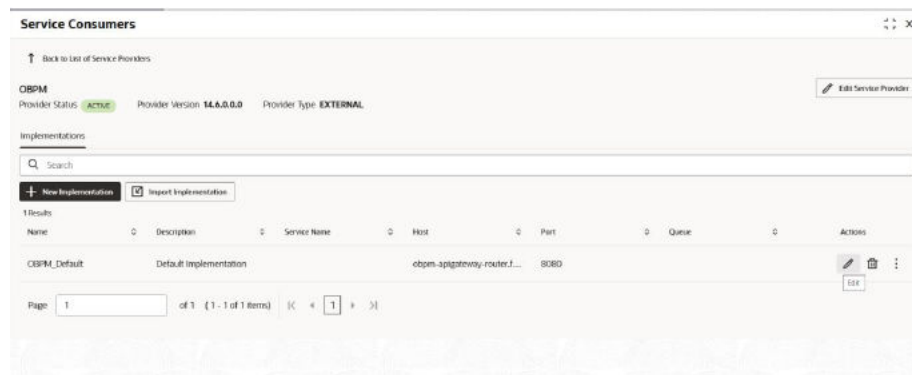 Service Consumers
Back to List of Service Providers
OBPM
Provider Status ACTIVE Provider Version 14.6.0.0.0 Provider Type EXTERNAL
Edit Service Provider
Implementations
Search
New Implementation Import Implementation
1 Results
Name Description Service Name Host Port Queue Actions
OBPM_Default Default Implementation obpm-apigateway-router.f... 8080
Edit
Page 1 of 1 (1 - 1 of 1 items) 1